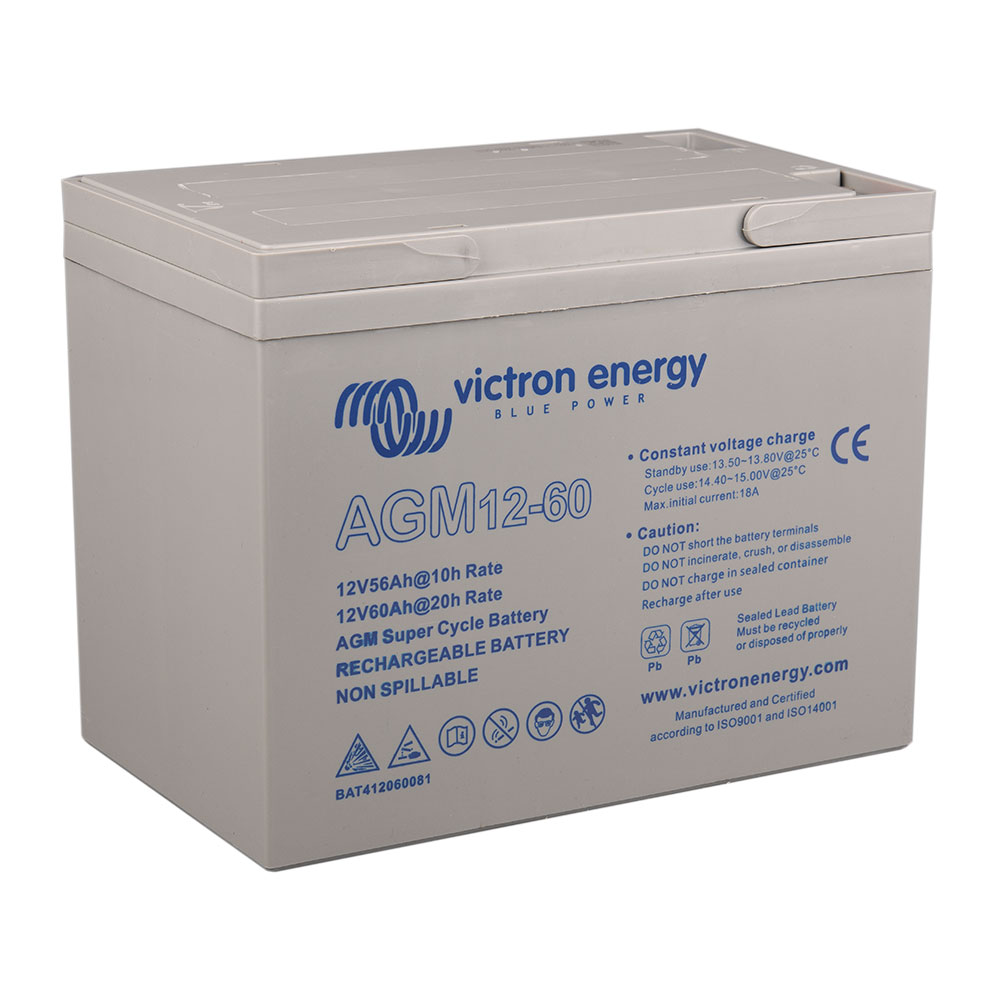 victron energy
BLUE POWER
AGM12-60
12V56Ah@10h Rate
12V60Ah@20h Rate
AGM Super Cycle Battery
RECHARGEABLE BATTERY
NON SPILLABLE
BAT412060081
• Constant voltage charge
Standby use:13.50~13.80V@25°C
Cycle use:14.40~15.00V@25°C
Max.initial current:18A
CE
• Caution:
DO NOT short the battery terminals
DO NOT incinerate, crush, or disassemble
DO NOT charge in sealed container
Recharge after use
Pb
Pb
Sealed Lead Battery
Must be recycled
or disposed of properly
www.victronenergy.com
Manufactured and Certified
according to ISO9001 and ISO14001